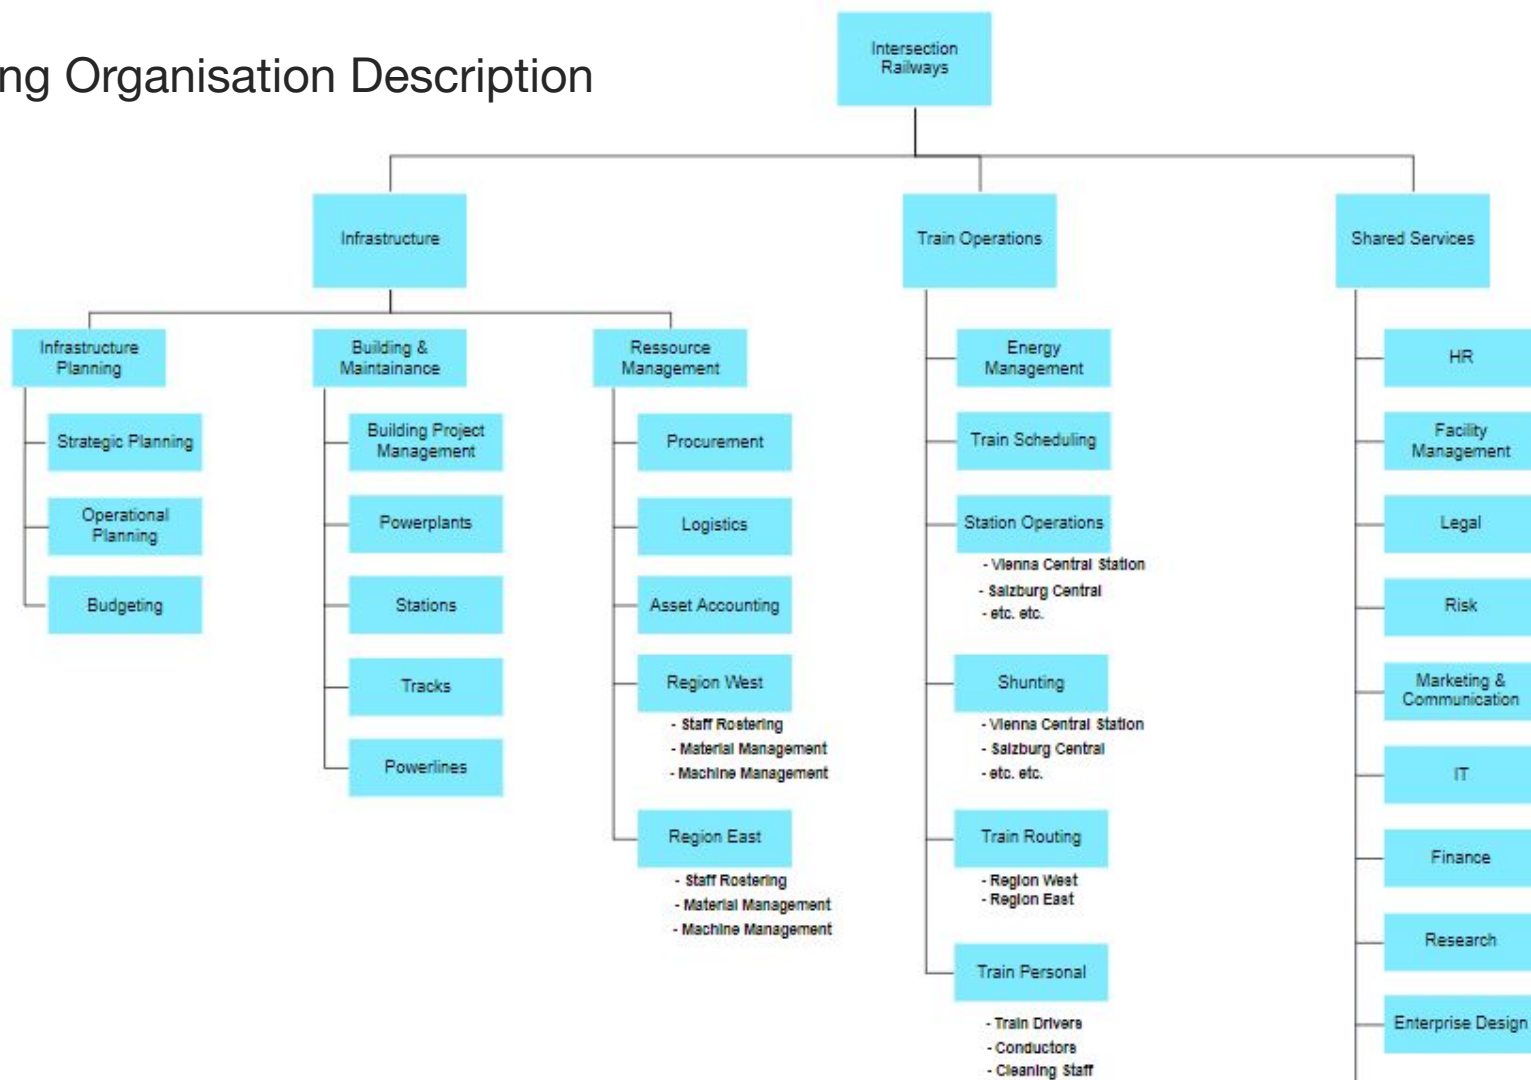 ng Organisation Description
Intersection
Railways
Infrastructure
Train Operations
Shared Services
Infrastructure
Planning
Strategic Planning
Operational
Planning
Budgeting
Building &
Maintainance
Building Project
Management
Powerplants
Stations
Tracks
Powerlines
Ressource
Management
Procurement
Logistics
Asset Accounting
Region West
- Staff Rostering
- Material Management
- Machine Management
Region East
- Staff Rostering
- Material Management
- Machine Management
Energy
Management
Train Scheduling
Station Operations
- Vienna Central Station
- Salzburg Central
- etc. etc.
Shunting
- Vienna Central Station
- Salzburg Central
- etc. etc.
Train Routing
- Region West
- Region East
Train Personal
- Train Drivers
- Conductors
- Cleaning Staff
HR
Facility
Management
Legal
Risk
Marketing &
Communication
IT
Finance
Research
Enterprise Design